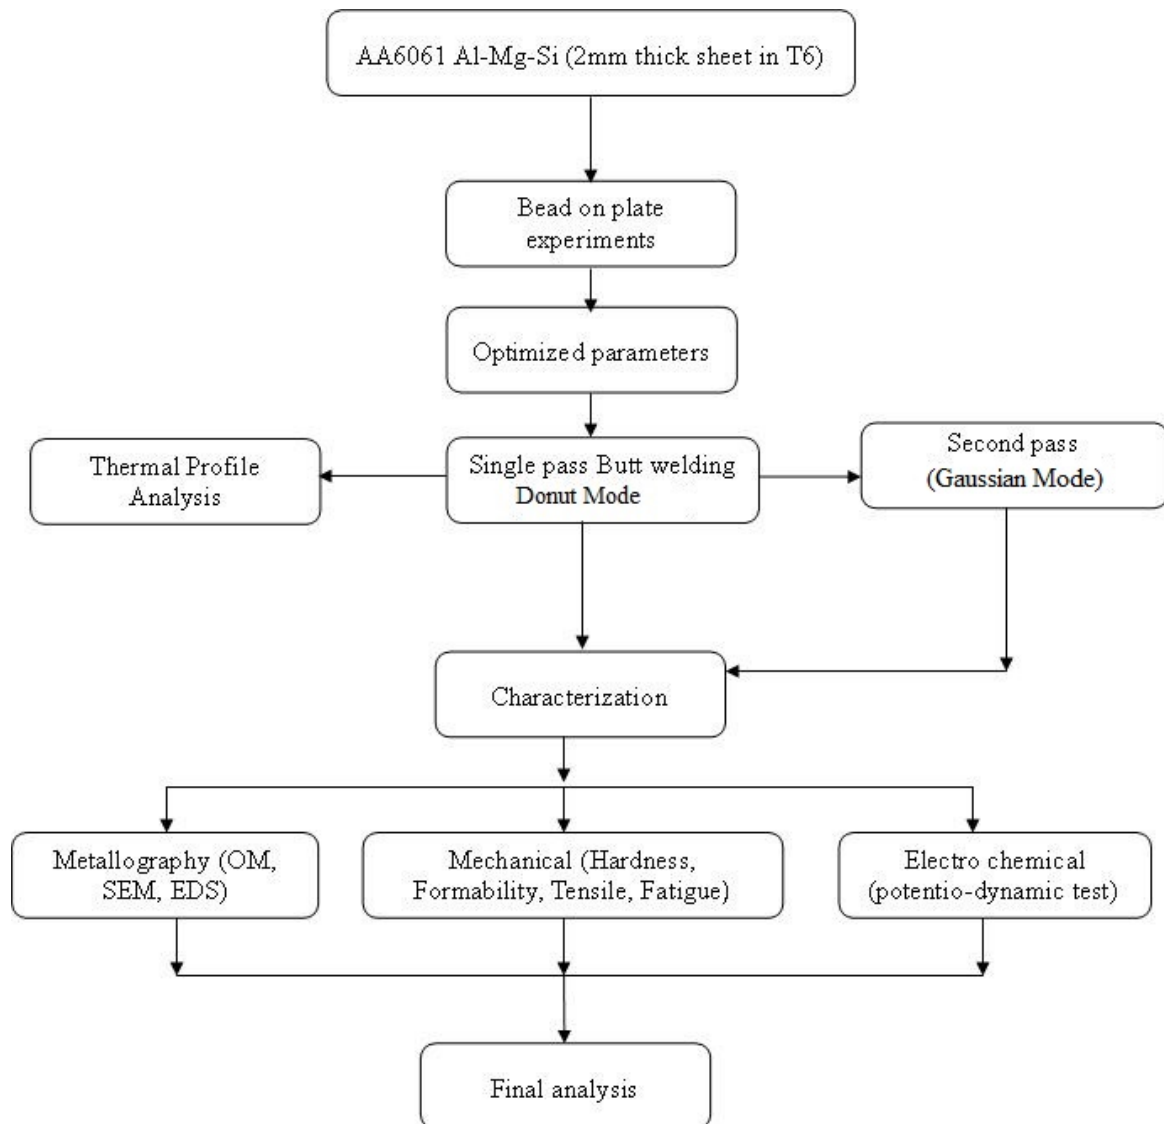 AA6061 Al-Mg-Si (2mm thick sheet in T6)
Bead on plate
experiments
Optimized parameters
Thermal Profile
Analysis
Single pass Butt welding
Donut Mode
Second pass
(Gaussian Mode)
Characterization
Metallography (OM,
SEM, EDS)
Mechanical (Hardness,
Formability, Tensile, Fatigue)
Electro chemical
(potentio-dynamic test)
Final analysis